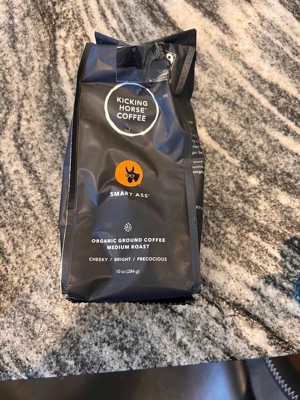 KICKING
HORSE®
COFFEE
SMART ASS®
ORGANIC GROUND COFFEE
MEDIUM ROAST
CHEEKY / BRIGHT / PRECOCIOUS
10 oz (284 g)